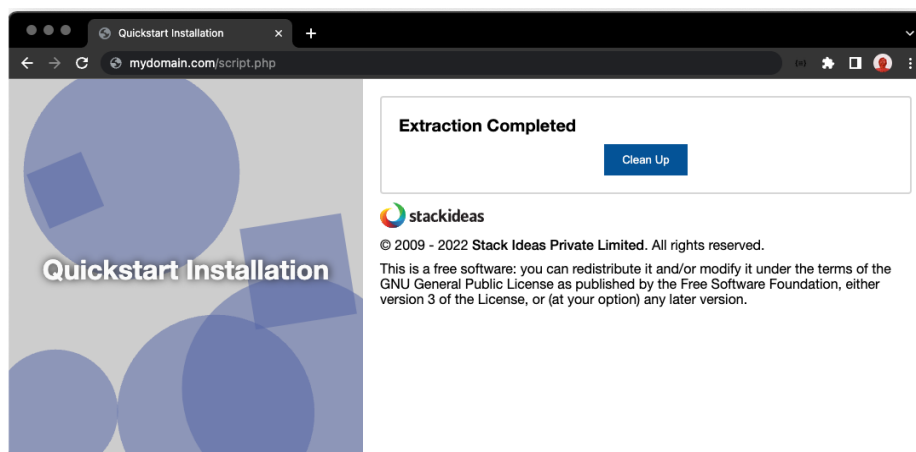 Quickstart Installation
mydomain.com/script.php
Quickstart Installation
Extraction Completed
Clean Up
stackideas
© 2009 - 2022 Stack Ideas Private Limited. All rights reserved.
This is a free software: you can redistribute it and/or modify it under the terms of the
GNU General Public License as published by the Free Software Foundation, either
version 3 of the License, or (at your option) any later version.